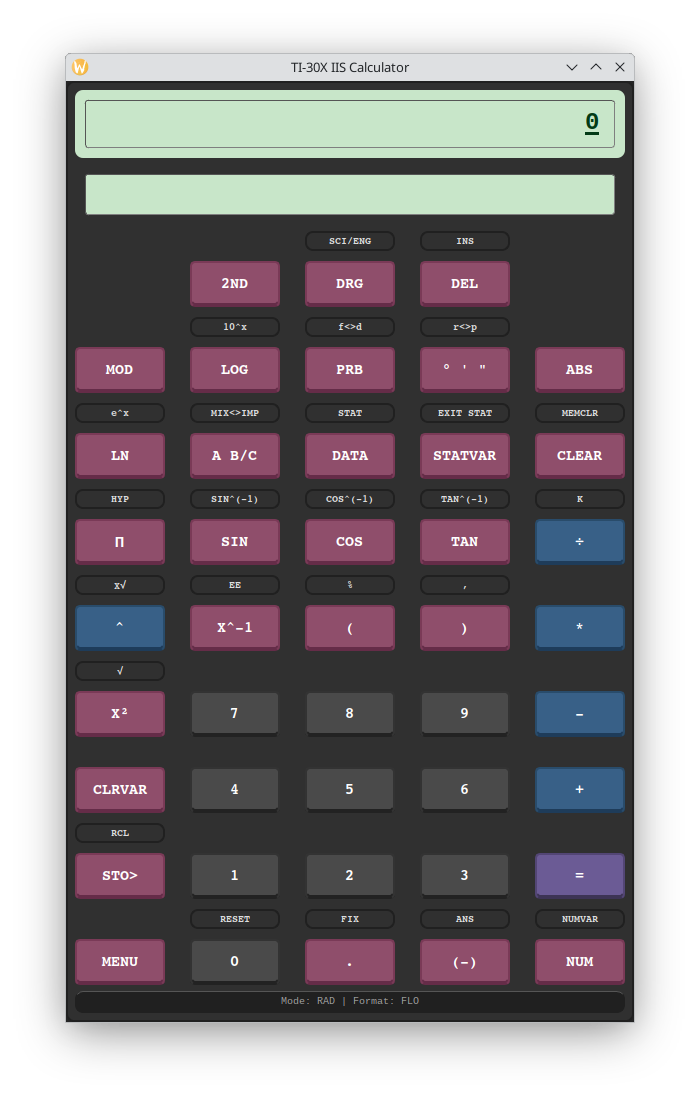 TI-30X IIS Calculator
0
SCI/ENG INS
2ND DRG DEL
10^x f<>d r<>p
MOD LOG PRB ° ' " ABS
e^x MIX<>IMP STAT EXIT STAT MEMCLR
LN A B/C DATA STATVAR CLEAR
HYP SIN^(-1) COS^(-1) TAN^(-1) K
Π SIN COS TAN ÷
x√ EE % ,
^ X^-1 ( ) *
√
X² 7 8 9 -
CLRVAR 4 5 6 +
RCL
STO> 1 2 3 =
RESET FIX ANS NUMVAR
MENU 0 . (-) NUM
Mode: RAD | Format: FLO